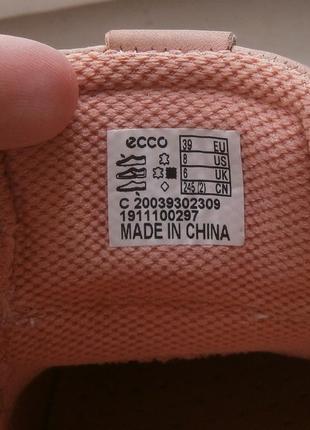 ecco
39 EU
8 US
6 UK
245 (2) CN
C 20039302309
1911100297
MADE IN CHINA